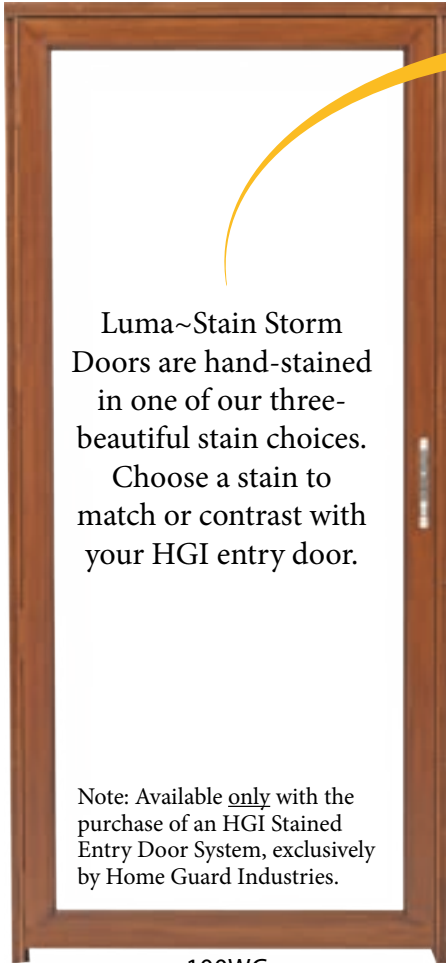 Luma~Stain Storm
Doors are hand-stained
in one of our three-
beautiful stain choices.
Choose a stain to
match or contrast with
your HGI entry door.
Note: Available only with the
purchase of an HGI Stained
Entry Door System, exclusively
by Home Guard Industries.